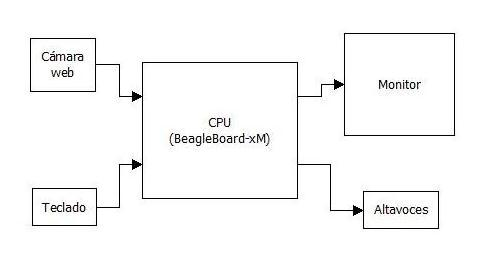 Cámara
web
CPU
(BeagleBoard-xM)
Monitor
Teclado
Altavoces